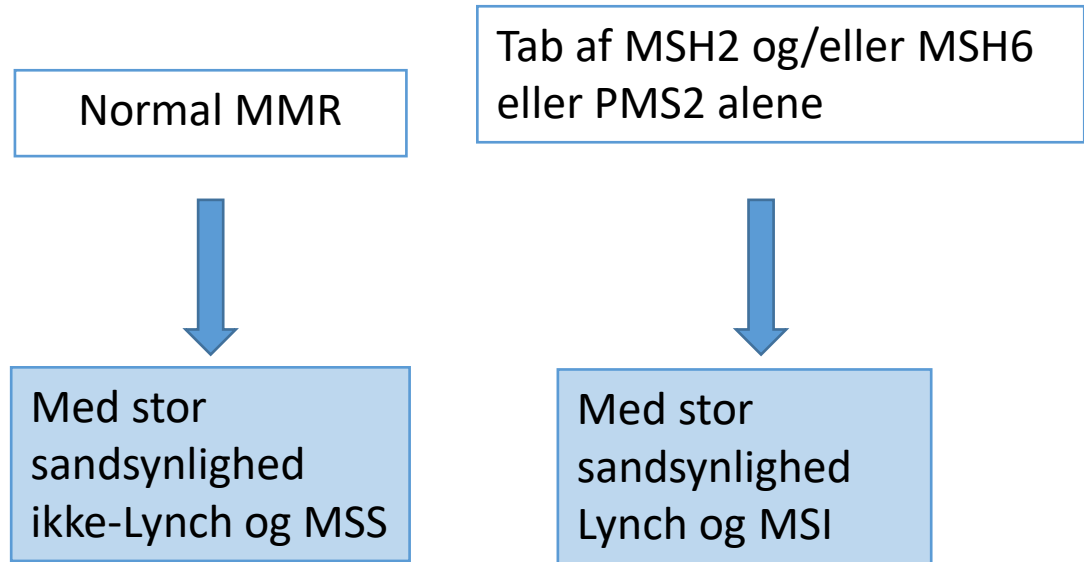 Normal MMR
Tab af MSH2 og/eller MSH6
eller PMS2 alene
Med stor
sandsynlighed
ikke-Lynch og MSS
Med stor
sandsynlighed
Lynch og MSI